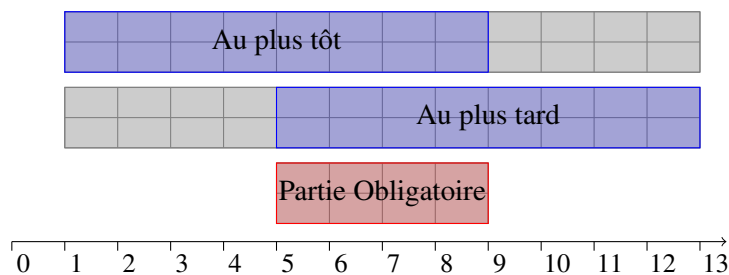 Au plus tôt
Au plus tard
Partie Obligatoire
0 1 2 3 4 5 6 7 8 9 10 11 12 13